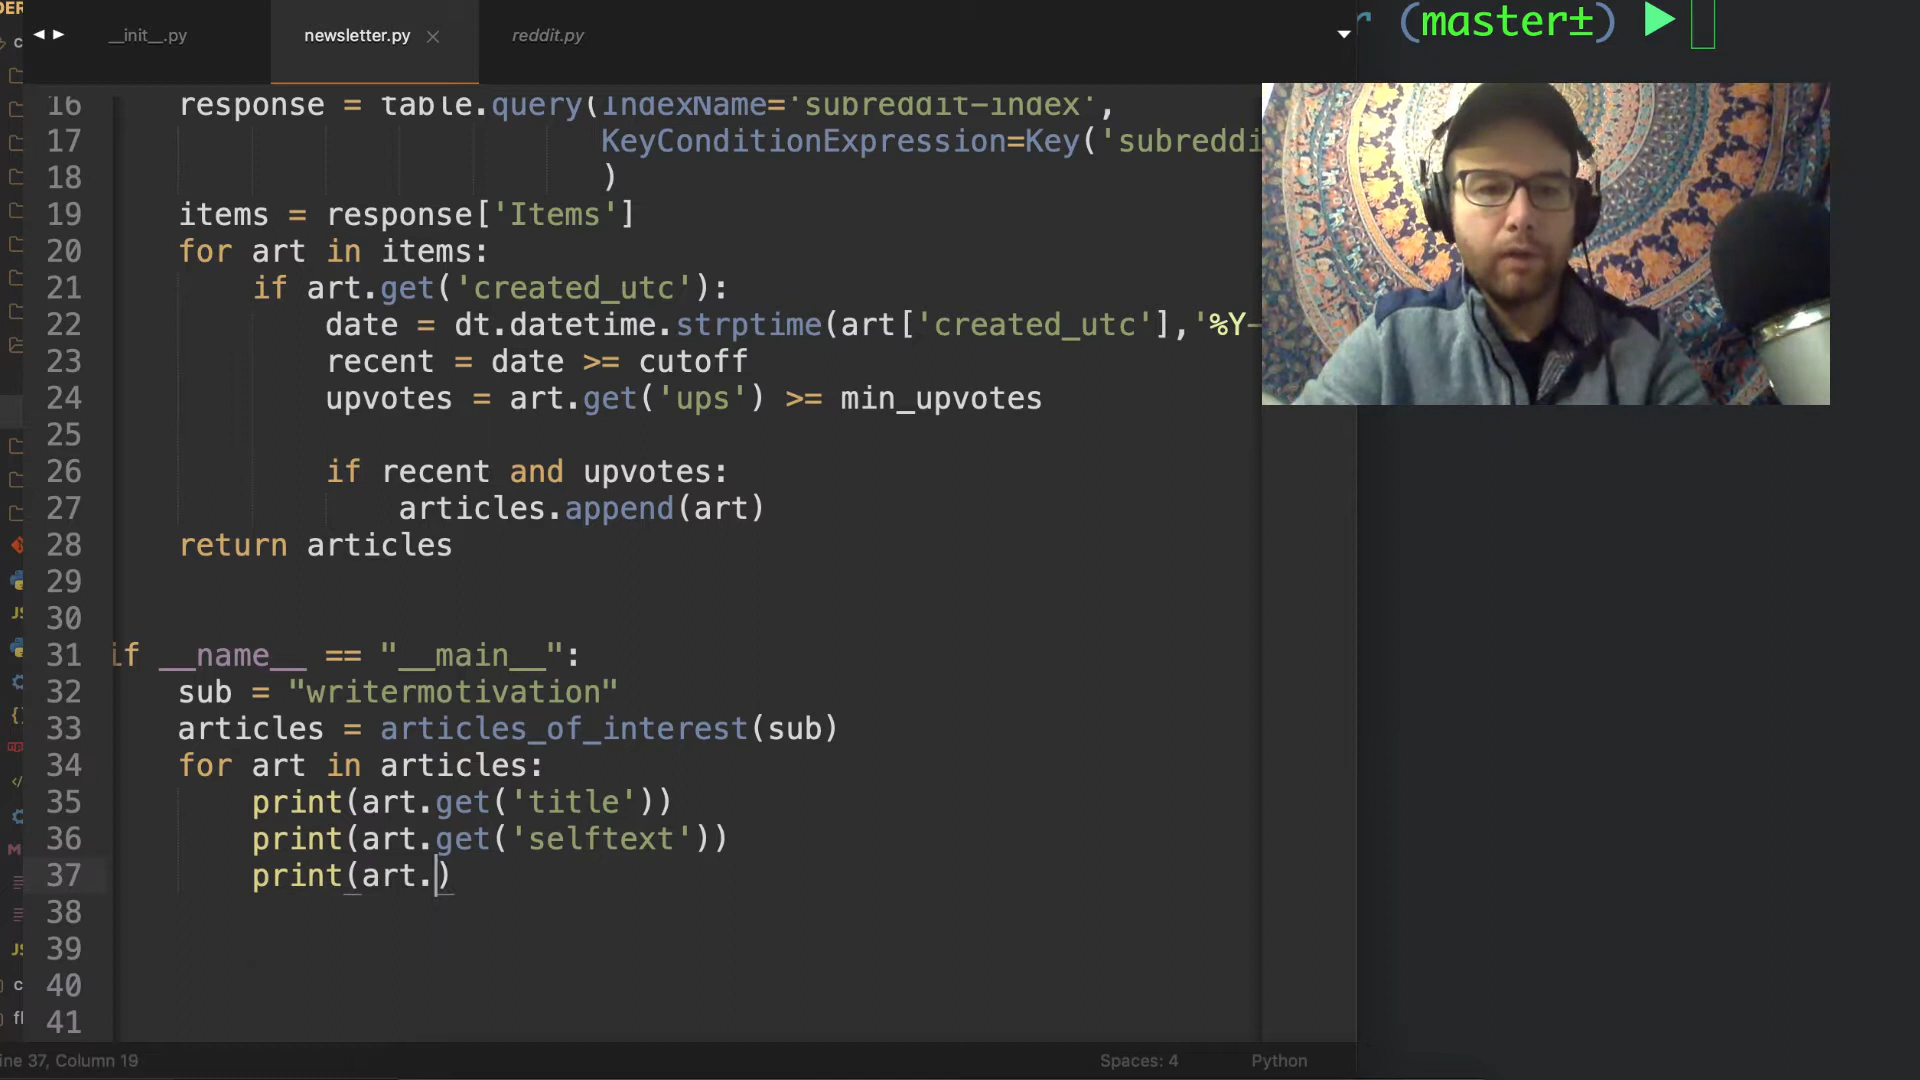 __init__.py
newsletter.py
reddit.py
(master±)
16 response = table.query(IndexName='subreddit-index',
17 KeyConditionExpression=Key('subreddi
18 )
19 items = response['Items']
20 for art in items:
21 if art.get('created_utc'):
22 date = dt.datetime.strptime(art['created_utc'],'%Y-
23 recent = date >= cutoff
24 upvotes = art.get('ups') >= min_upvotes
25
26 if recent and upvotes:
27 articles.append(art)
28 return articles
29
30
31 if __name__ == "__main__":
32 sub = "writermotivation"
33 articles = articles_of_interest(sub)
34 for art in articles:
35 print(art.get('title'))
36 print(art.get('selftext'))
37 print(art.)
38
39
40
41
ine 37, Column 19
Spaces: 4
Python